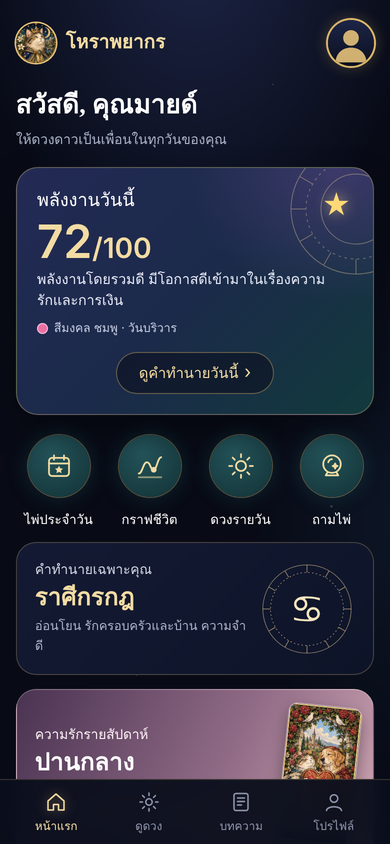 โหราพยากร
สวัสดี, คุณมายด์
ให้ดวงดาวเป็นเพื่อนในทุกวันของคุณ
พลังงานวันนี้
72/100
พลังงานโดยรวมดี มีโอกาสดีเข้ามาในเรื่องความ
รักและการเงิน
สีมงคล ชมพู · วันบริวาร
ดูคำทำนายวันนี้ ›
ไพ่ประจำวัน
กราฟชีวิต
ดวงรายวัน
ถามไพ่
คำทำนายเฉพาะคุณ
ราศีกรกฎ
อ่อนโยน รักครอบครัวและบ้าน ความจำ
ดี
♋
ความรักรายสัปดาห์
ปานกลาง
หน้าแรก
ดูดวง
บทความ
โปรไฟล์